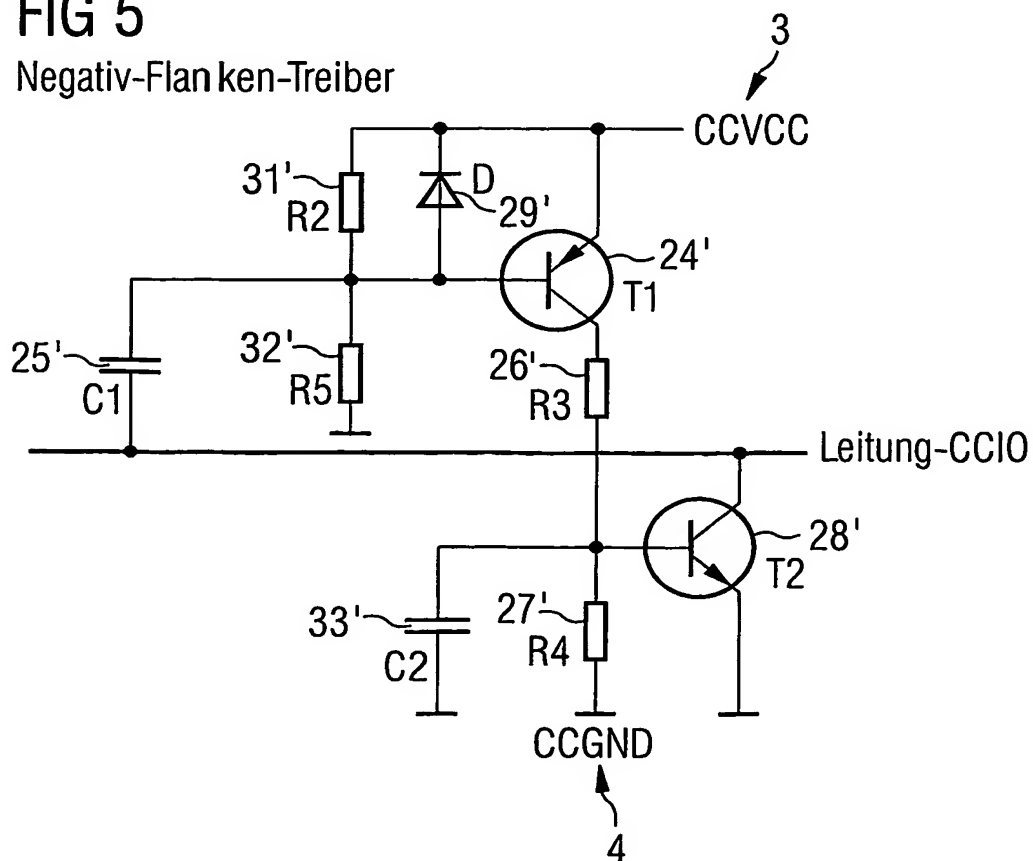 FIG 5
Negativ-Flanken-Treiber
3
CCVCC
31'
R2
D
29'
24'
T1
25'
C1
32'
R5
26'
R3
Leitung-CCIO
28'
T2
33'
C2
27'
R4
CCGND
4